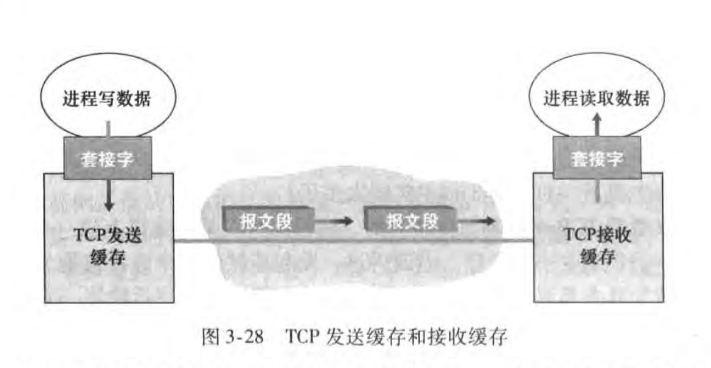 进程写数据
进程读取数据
套接字
套接字
报文段
报文段
TCP发送
缓存
TCP接收
缓存
图 3-28 TCP 发送缓存和接收缓存